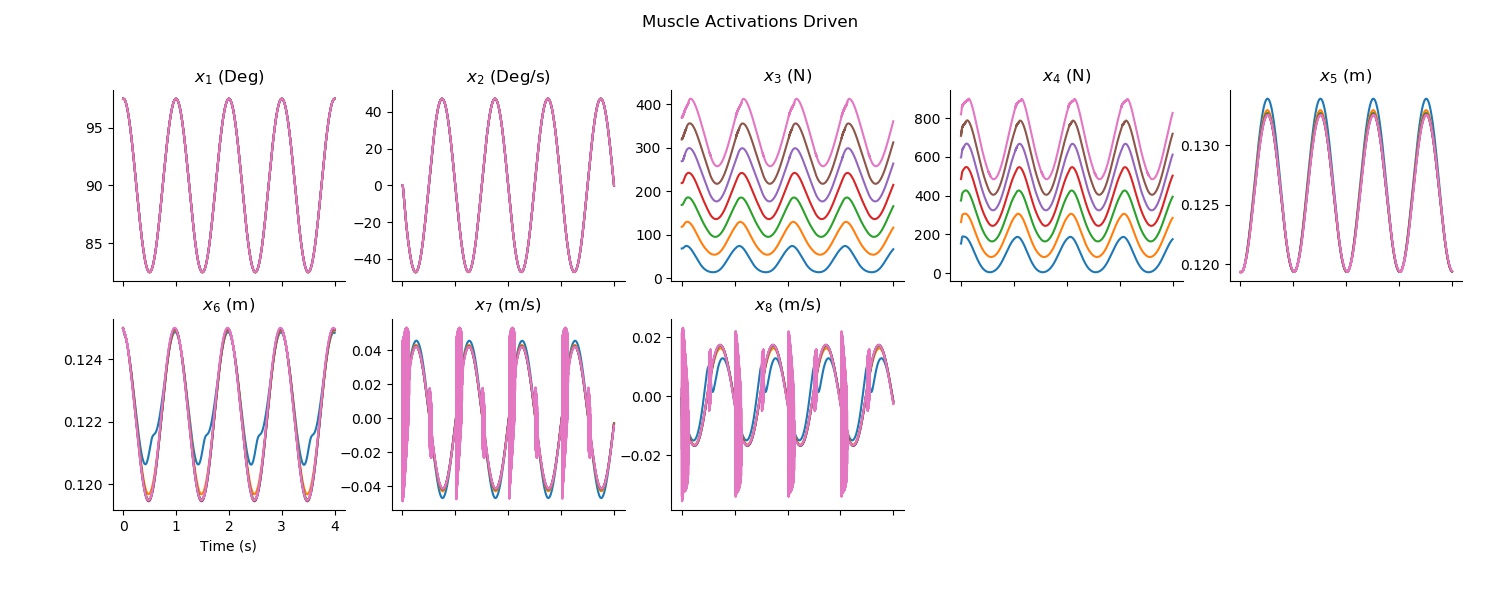 Muscle Activations Driven
x₁ (Deg)
x₂ (Deg/s)
x₃ (N)
x₄ (N)
x₅ (m)
95
90
85
40
20
0
−20
−40
400
300
200
100
0
800
600
400
200
0
0.130
0.125
0.120
x₆ (m)
x₇ (m/s)
x₈ (m/s)
0.124
0.122
0.120
0.04
0.02
0.00
−0.02
−0.04
0.02
0.00
−0.02
0 1 2 3 4
Time (s)